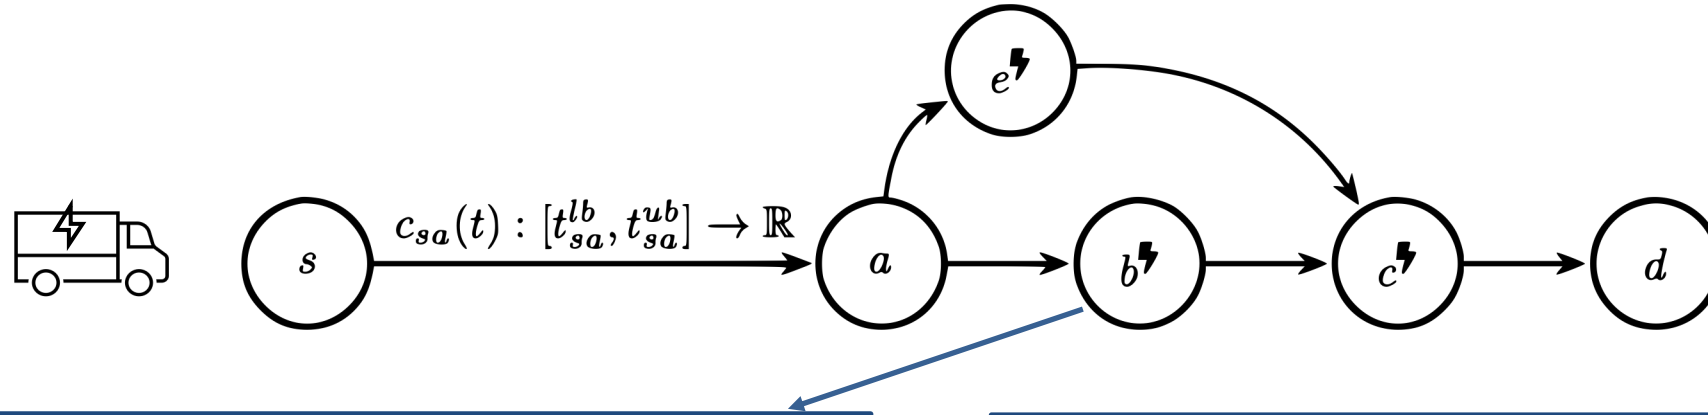 e
c_{sa}(t) : [t_{sa}^{lb}, t_{sa}^{ub}] → ℝ
s
a
b
c
d